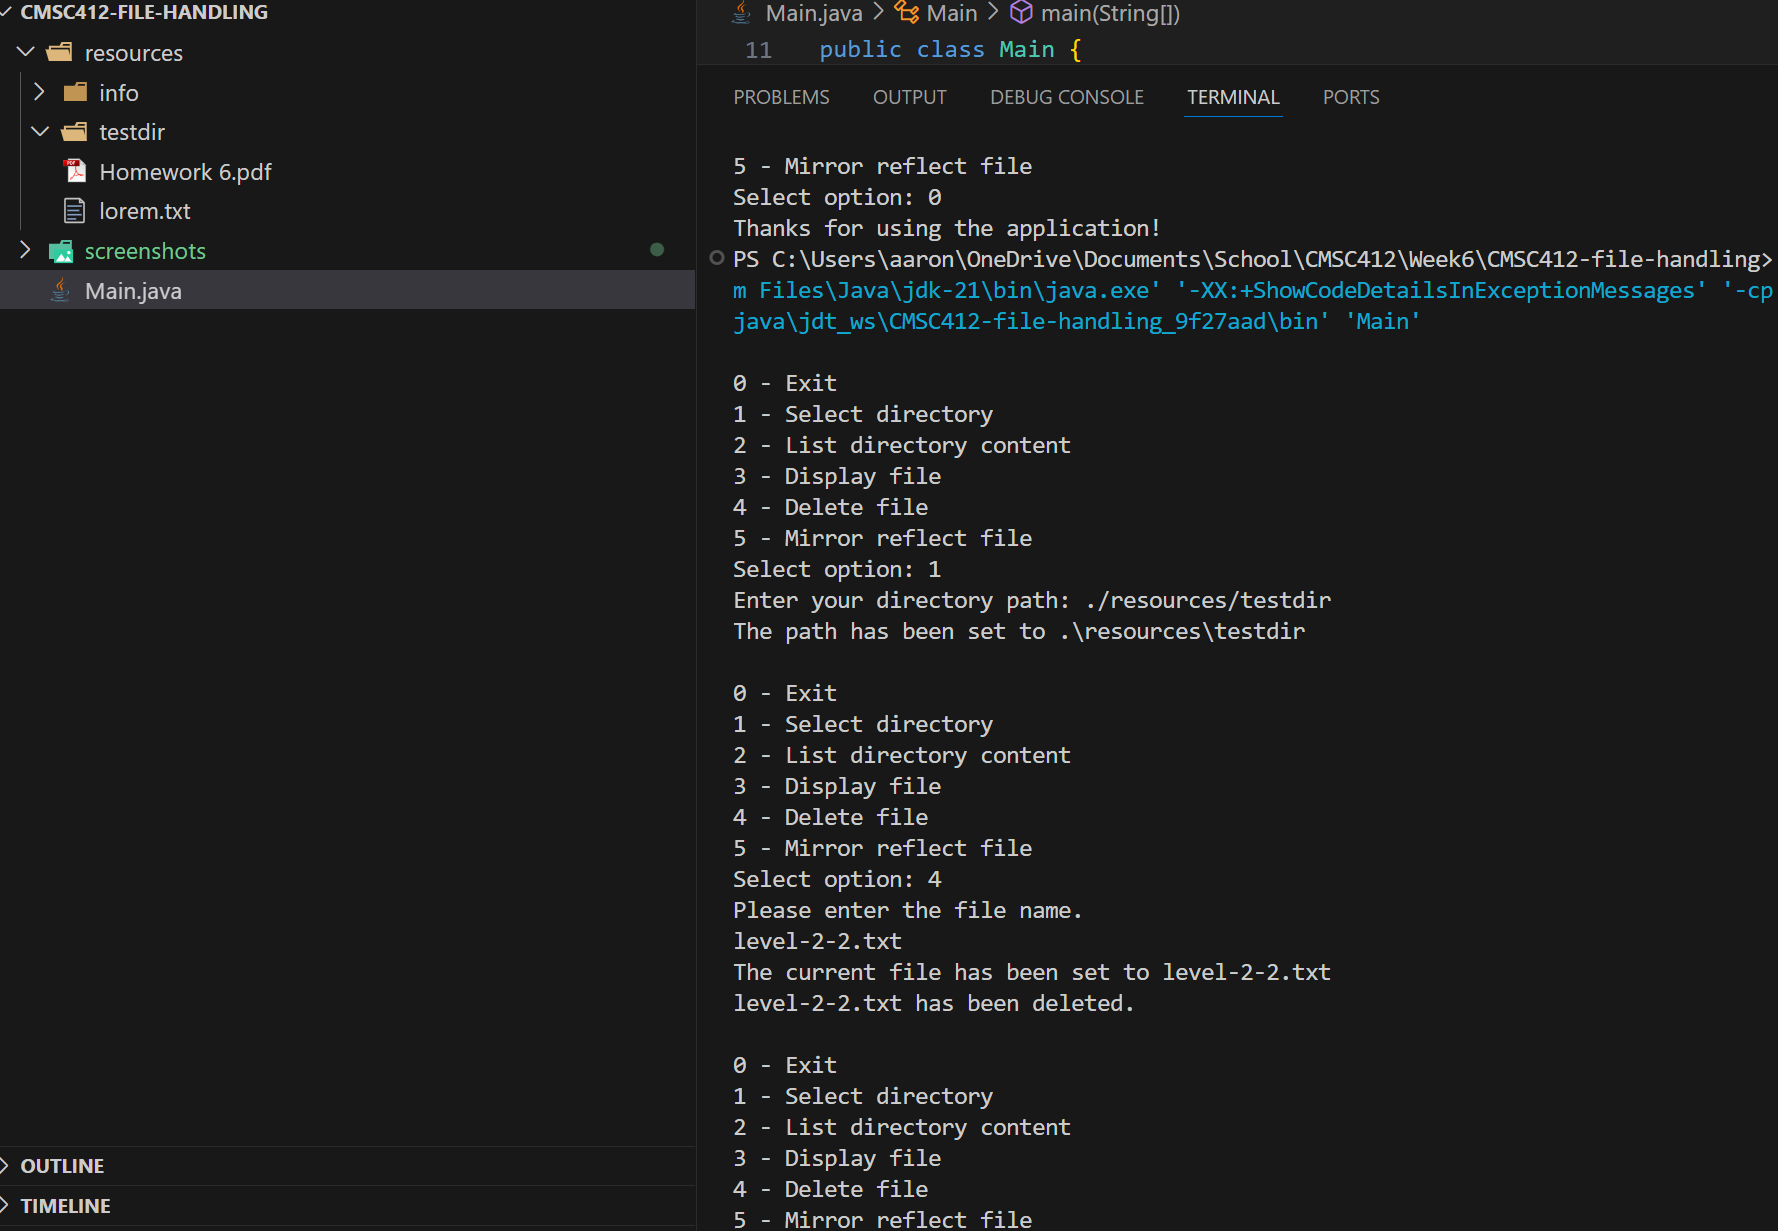 CMSC412-FILE-HANDLING
resources
info
testdir
Homework 6.pdf
lorem.txt
screenshots
Main.java
OUTLINE
TIMELINE
Main.java > Main > main(String[])
11 public class Main {
PROBLEMS OUTPUT DEBUG CONSOLE TERMINAL PORTS
5 - Mirror reflect file
Select option: 0
Thanks for using the application!
PS C:\Users\aaron\OneDrive\Documents\School\CMSC412\Week6\CMSC412-file-handling>
m Files\Java\jdk-21\bin\java.exe' '-XX:+ShowCodeDetailsInExceptionMessages' '-cp
java\jdt_ws\CMSC412-file-handling_9f27aad\bin' 'Main'
0 - Exit
1 - Select directory
2 - List directory content
3 - Display file
4 - Delete file
5 - Mirror reflect file
Select option: 1
Enter your directory path: ./resources/testdir
The path has been set to .\resources\testdir
0 - Exit
1 - Select directory
2 - List directory content
3 - Display file
4 - Delete file
5 - Mirror reflect file
Select option: 4
Please enter the file name.
level-2-2.txt
The current file has been set to level-2-2.txt
level-2-2.txt has been deleted.
0 - Exit
1 - Select directory
2 - List directory content
3 - Display file
4 - Delete file
5 - Mirror reflect file